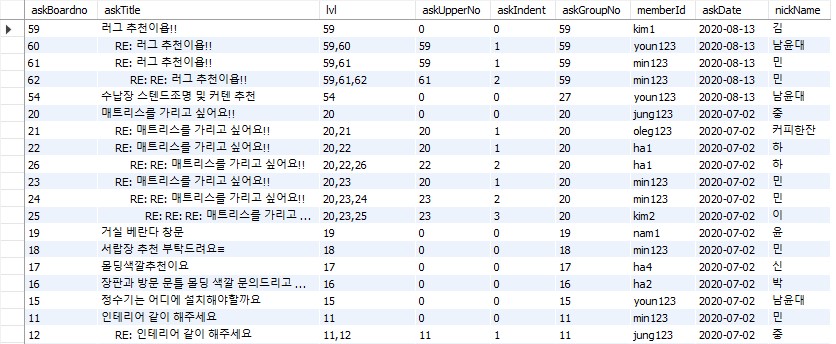 askBoardno askTitle lvl askUpperNo askIndent askGroupNo memberId askDate nickName
59 러그 추천이욥!! 59 0 0 59 kim1 2020-08-13 김
60 RE: 러그 추천이욥!! 59,60 59 1 59 youn123 2020-08-13 남윤대
61 RE: 러그 추천이욥!! 59,61 59 1 59 min123 2020-08-13 민
62 RE: RE: 러그 추천이욥!! 59,61,62 61 2 59 min123 2020-08-13 민
54 수납장 스텐드조명 및 커텐 추천 54 0 0 27 youn123 2020-08-13 남윤대
20 매트리스를 가리고 싶어요!! 20 0 0 20 jung123 2020-07-02 중
21 RE: 매트리스를 가리고 싶어요!! 20,21 20 1 20 oleg123 2020-07-02 커피한잔
22 RE: 매트리스를 가리고 싶어요!! 20,22 20 1 20 ha1 2020-07-02 하
26 RE: 매트리스를 가리고 싶어요!! 20,22,26 22 2 20 ha1 2020-07-02 하
23 RE: 매트리스를 가리고 싶어요!! 20,23 20 1 20 min123 2020-07-02 민
24 RE: RE: 매트리스를 가리고 싶어요!! 20,23,24 23 2 20 min123 2020-07-02 민
25 RE: RE: RE: 매트리스를 가리고 ... 20,23,25 23 3 20 kim2 2020-07-02 이
19 거실 베란다 창문 19 0 0 19 nam1 2020-07-02 윤
18 서랍장 추천 부탁드려요≡ 18 0 0 18 min123 2020-07-02 민
17 몰딩색깔추천이요 17 0 0 17 ha4 2020-07-02 신
16 장판과 방문 문틀 몰딩 색깔 문의드리고 ... 16 0 0 16 ha2 2020-07-02 박
15 정수기는 어디에 설치해야할까요 15 0 0 15 youn123 2020-07-02 남윤대
11 인테리어 같이 해주세요 11 0 0 11 min123 2020-07-02 민
12 RE: 인테리어 같이 해주세요 11,12 11 1 11 jung123 2020-07-02 중